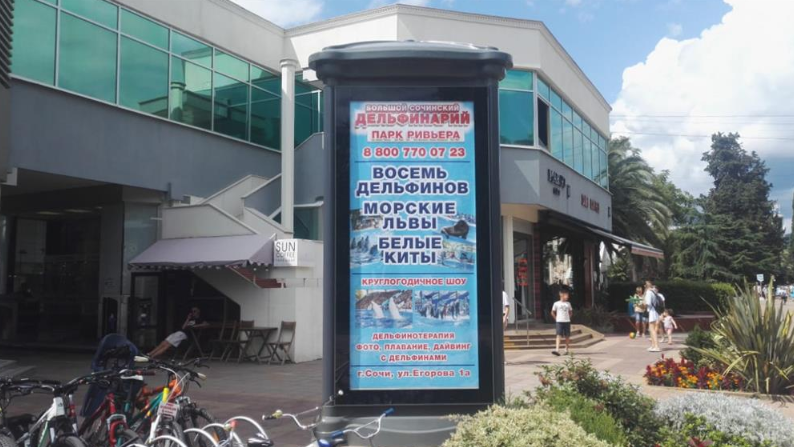 БОЛЬШОЙ СОЧИНСКИЙ
ДЕЛЬФИНАРИЙ
ПАРК РИВЬЕРА
8 800 770 07 23
ВОСЕМЬ
ДЕЛЬФИНОВ
МОРСКИЕ
ЛЬВЫ
БЕЛЫЕ
КИТЫ
КРУГЛОГОДИЧНОЕ ШОУ
ДЕЛЬФИНОТЕРАПИЯ
ФОТО, ПЛАВАНИЕ, ДАЙВИНГ
С ДЕЛЬФИНАМИ
г.Сочи, ул.Егорова 1а
SUN
COFFEE